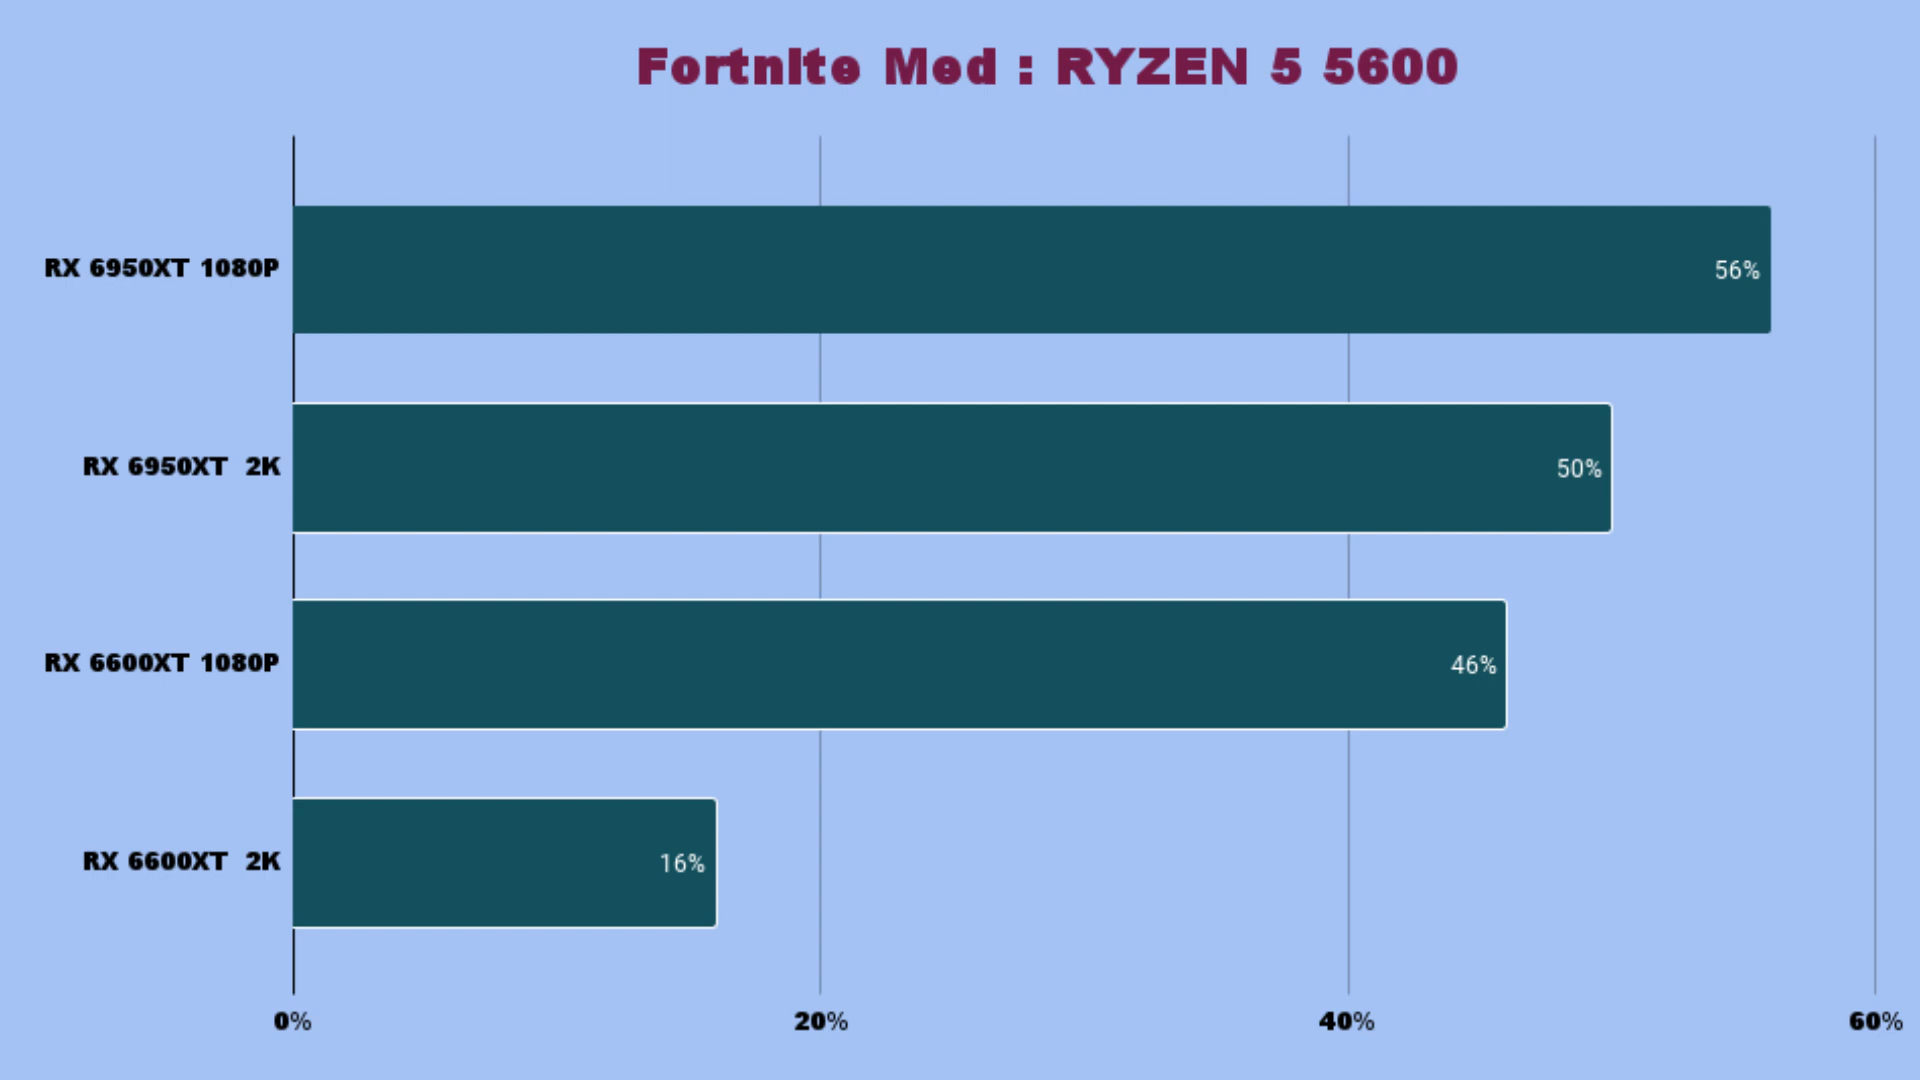 Fortnite Med : RYZEN 5 5600
RX 6950XT 1080P
56%
RX 6950XT 2K
50%
RX 6600XT 1080P
46%
RX 6600XT 2K
16%
0% 20% 40% 60%